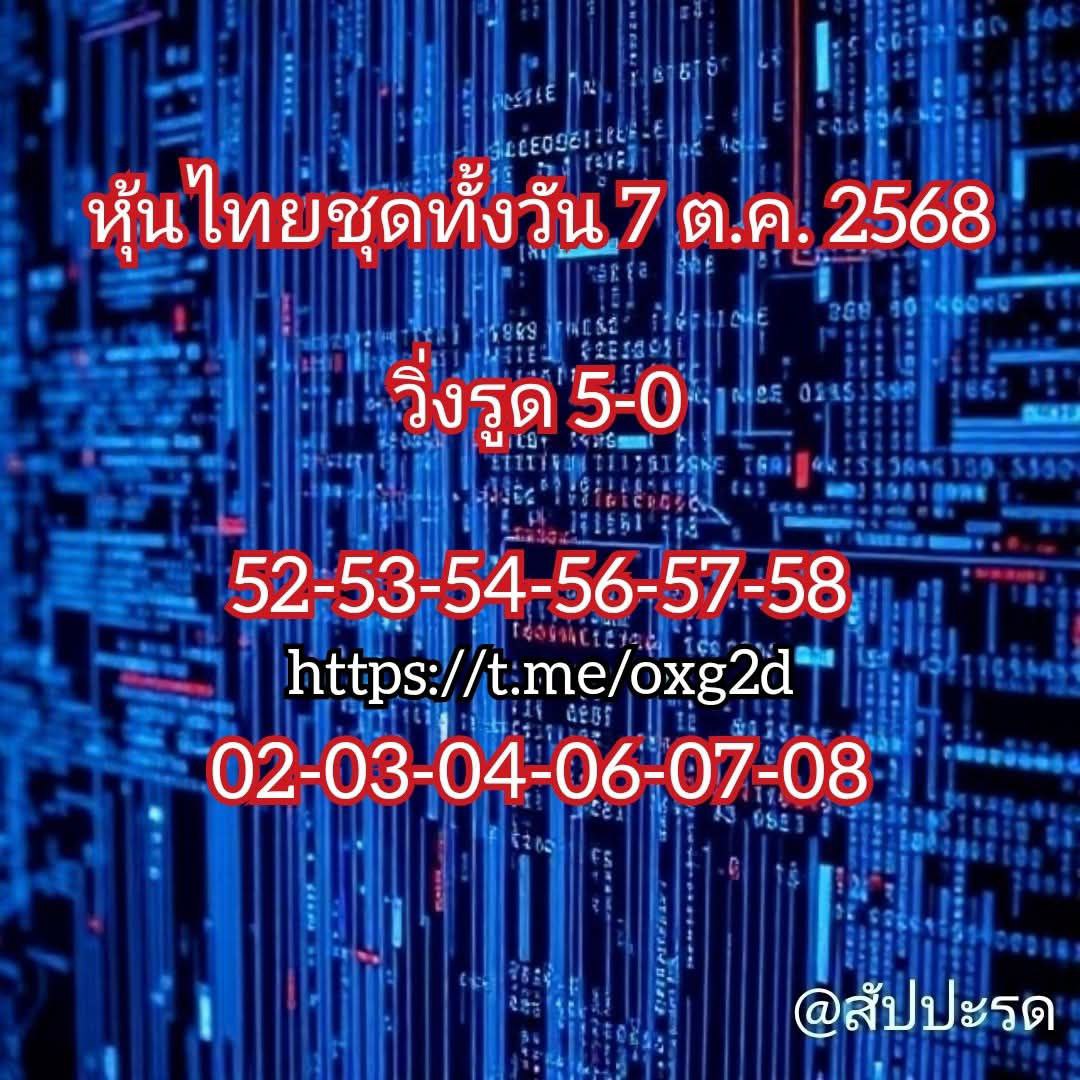 หุ้นไทยชุดทั้งวัน 7 ต.ค. 2568
วิ่งรูด 5-0
52-53-54-56-57-58
https://t.me/oxg2d
02-03-04-06-07-08
@สัปปะรด